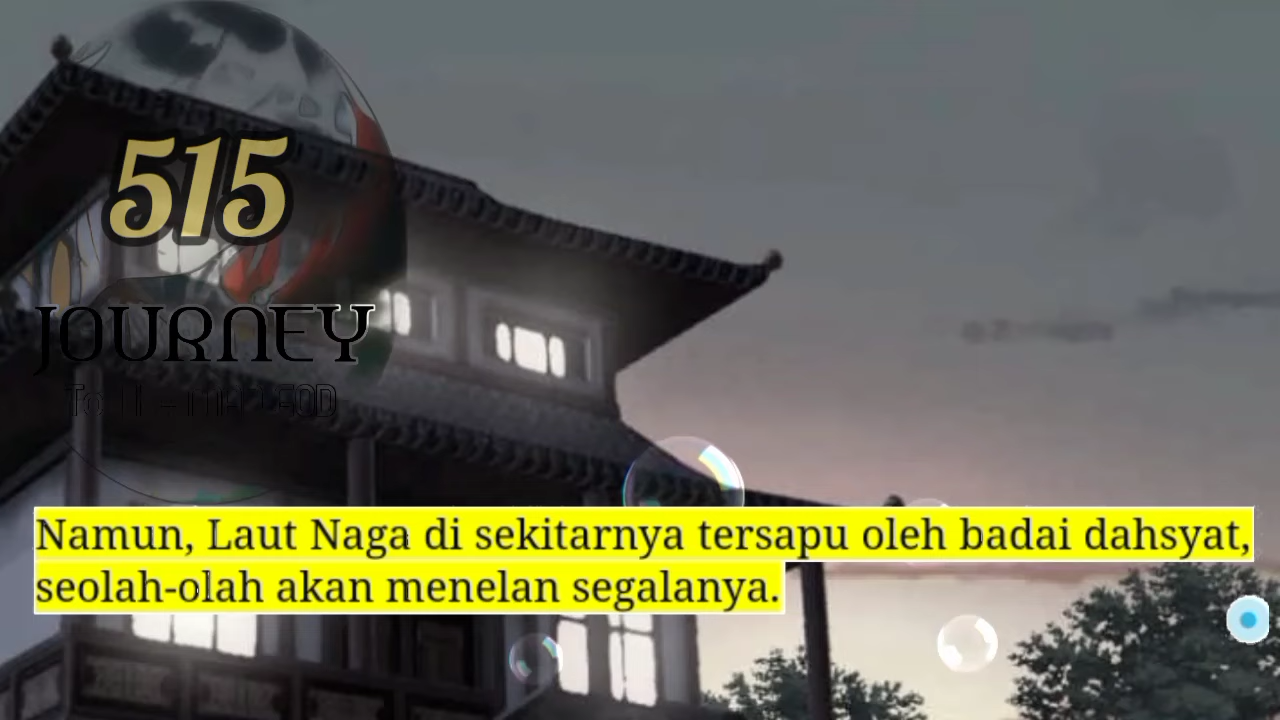 515
JOURNEY
Namun, Laut Naga di sekitarnya tersapu oleh badai dahsyat,
seolah-olah akan menelan segalanya.